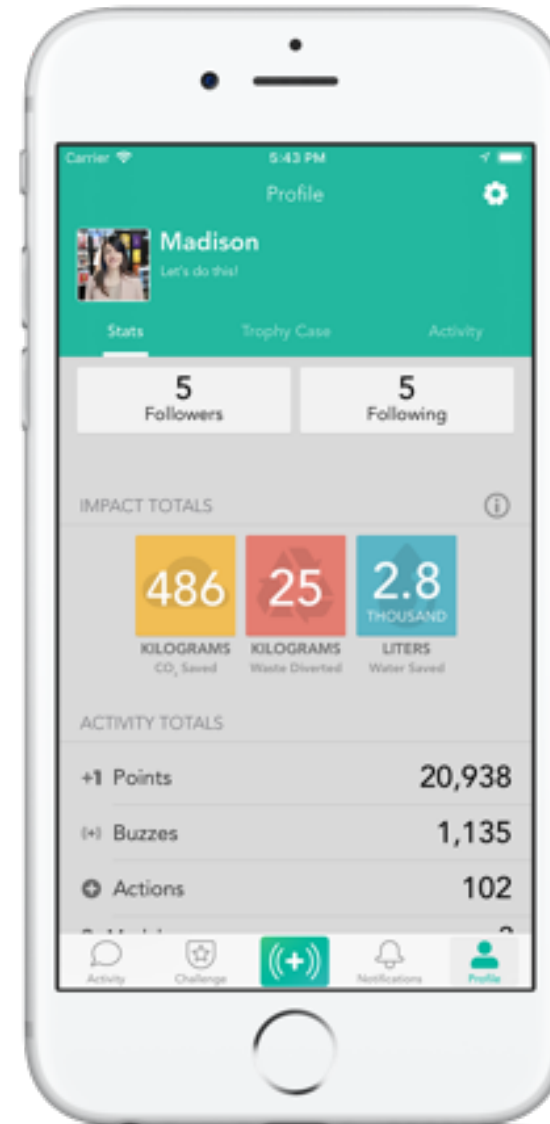 Carrier 5:43 PM
Profile
Madison
Let's do this!
Stats Trophy Case Activity
5 5
Followers Following
IMPACT TOTALS
486 25 2.8
THOUSAND
KILOGRAMS KILOGRAMS LITERS
CO₂ Saved Waste Diverted Water Saved
ACTIVITY TOTALS
+1 Points 20,938
(+) Buzzes 1,135
Actions 102
Activity Challenge ((+)) Notifications Profile